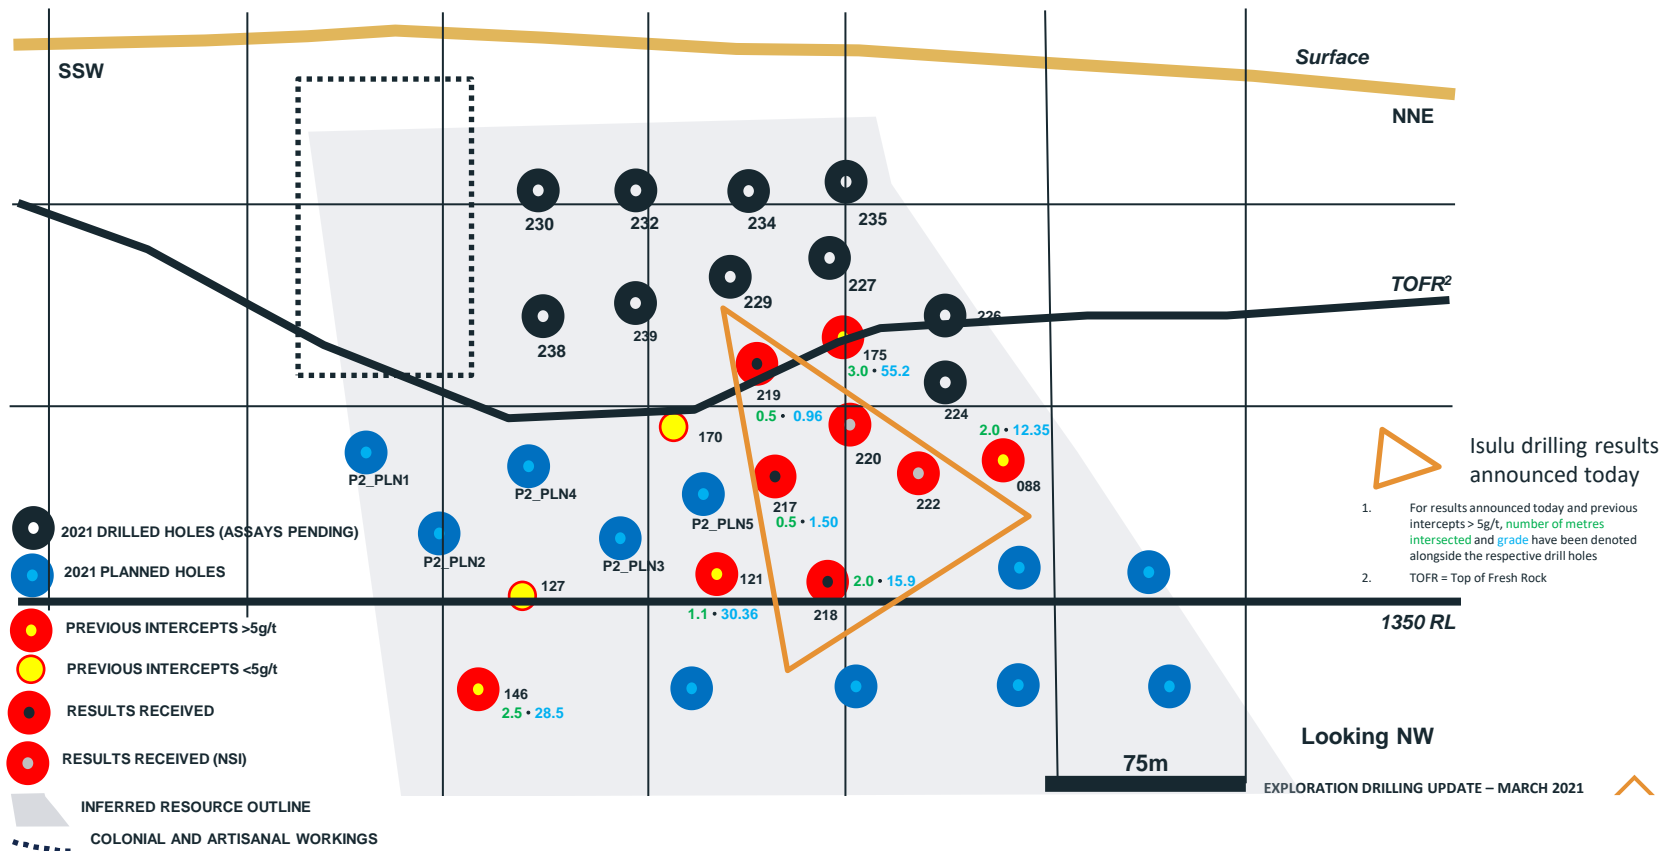 Surface
SSW
NNE
230
232
234
235
227
229
TOFR²
226
239
238
175
3.0 • 55.2
219
0.5 • 0.96
224
2.0 • 12.35
170
220
088
222
P2_PLN1
P2_PLN4
217
0.5 • 1.50
P2_PLN5
P2_PLN2
P2_PLN3
121
1.1 • 30.36
127
2.0 • 15.9
218
1350 RL
146
2.5 • 28.5
Isulu drilling results
announced today
1. For results announced today and previous
intercepts > 5g/t, number of metres
intersected and grade have been denoted
alongside the respective drill holes
2. TOFR = Top of Fresh Rock
2021 DRILLED HOLES (ASSAYS PENDING)
2021 PLANNED HOLES
PREVIOUS INTERCEPTS >5g/t
PREVIOUS INTERCEPTS <5g/t
RESULTS RECEIVED
RESULTS RECEIVED (NSI)
INFERRED RESOURCE OUTLINE
COLONIAL AND ARTISANAL WORKINGS
Looking NW
75m
EXPLORATION DRILLING UPDATE – MARCH 2021